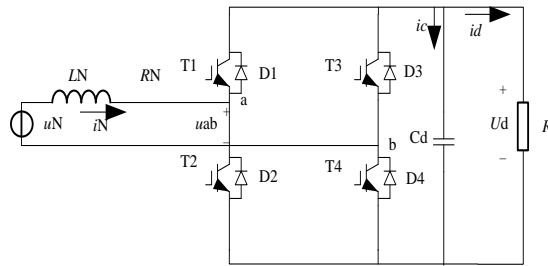 ic
id
T1
D1
T3
D3
LN
RN
a
+
uN
iN
uab
−
b
Cd
+
Ud
−
R
T2
D2
T4
D4